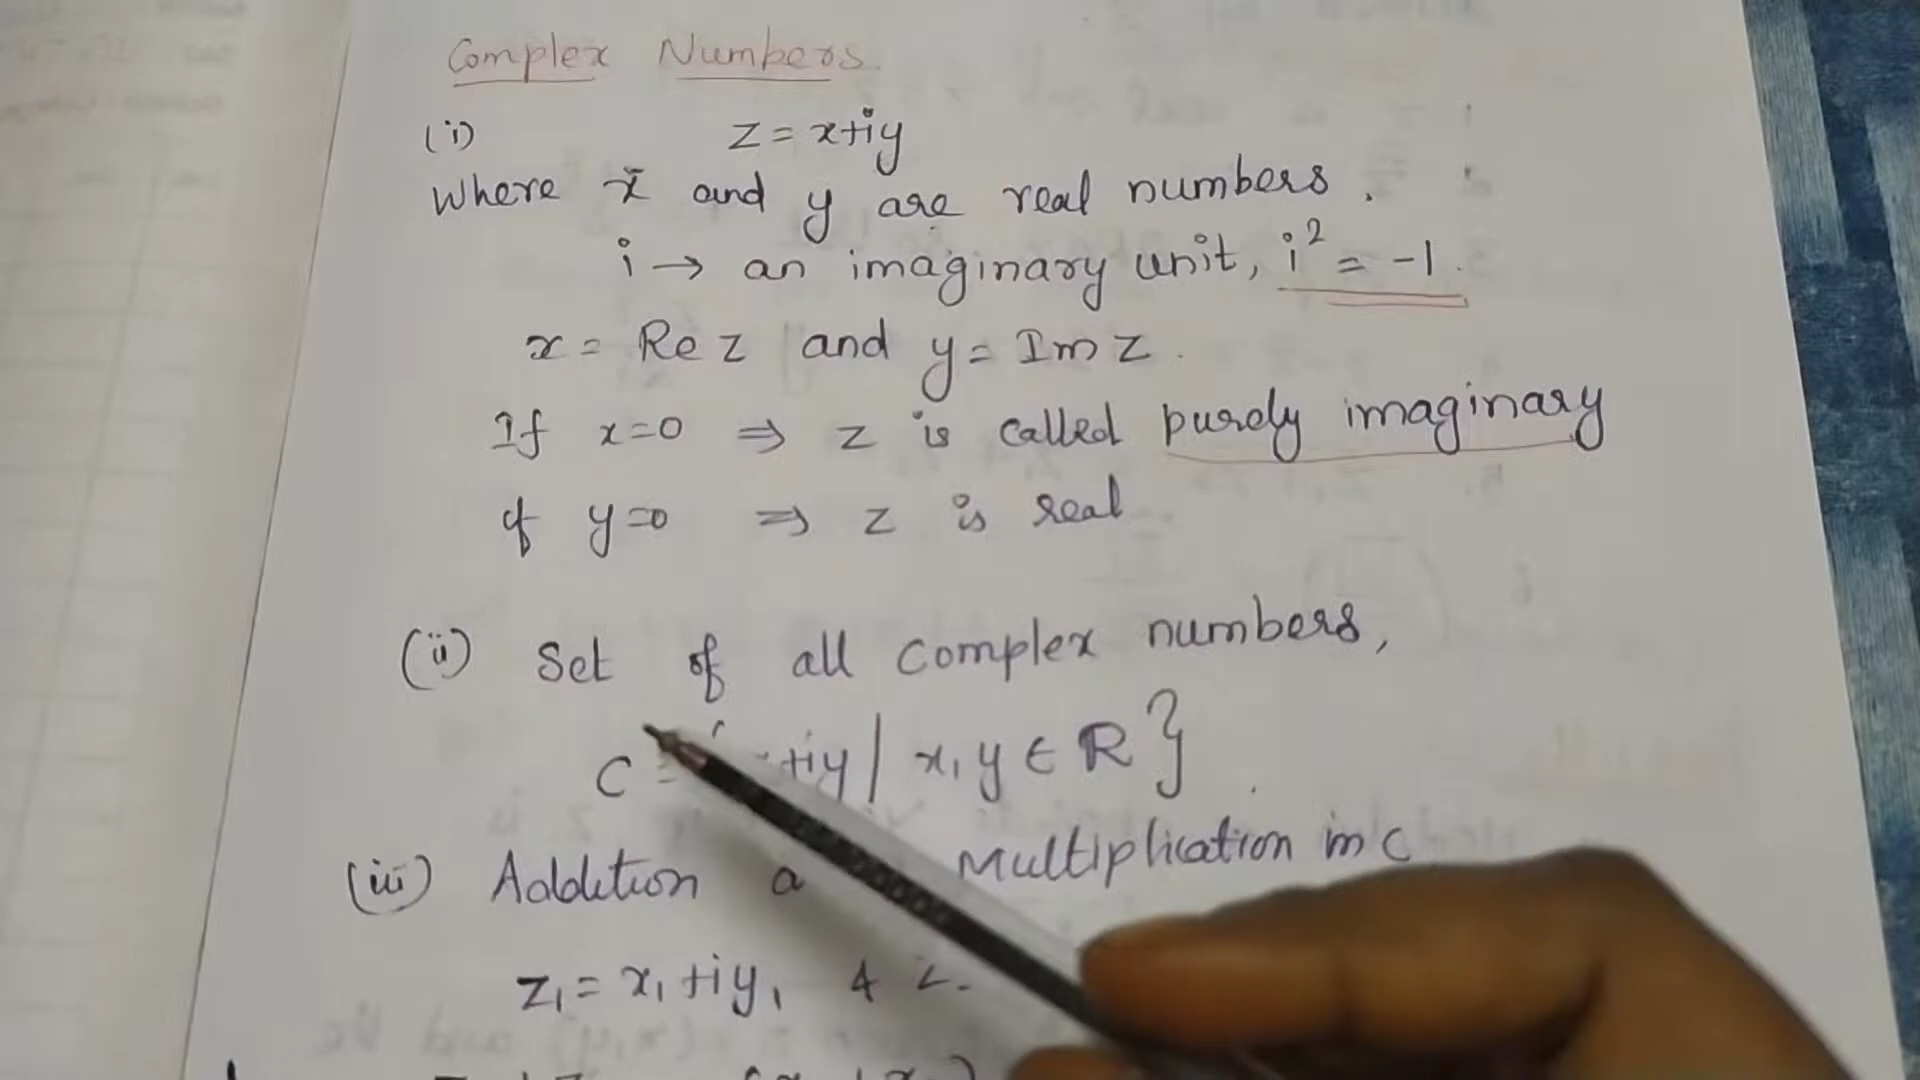 Complex Numbers
(i) z = x+iy
Where x and y are real numbers.
i → an imaginary unit, i² = -1.
x = Re z and y = Im z.
If x=0 ⇒ z is called purely imaginary
if y=0 ⇒ z is real
(ii) Set of all complex numbers,
C = +iy | x, y ∈ R }
(iii) Addition a Multiplication in C
z₁ = x₁ + iy₁ &